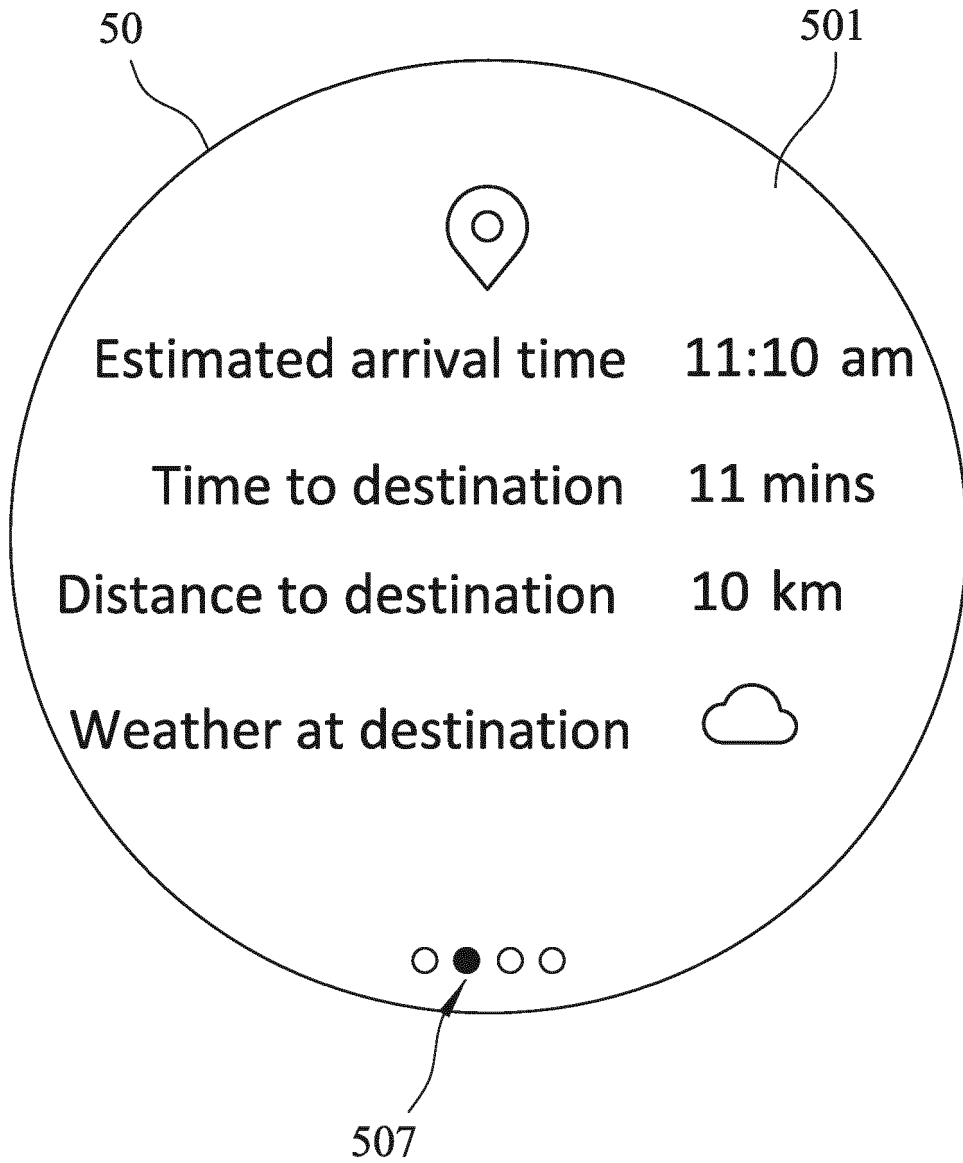 50
501
Estimated arrival time 11:10 am
Time to destination 11 mins
Distance to destination 10 km
Weather at destination
507